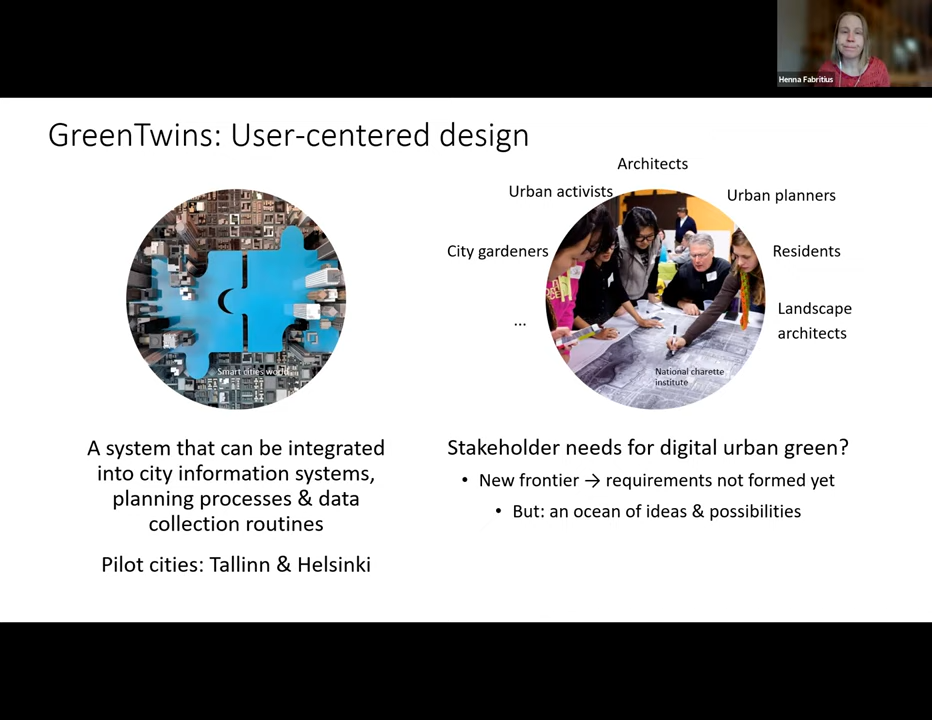 Henna Fabritius
GreenTwins: User-centered design
Architects
Urban activists
Urban planners
City gardeners
Residents
...
Landscape
architects
Smart cities world
National charette
institute
A system that can be integrated
into city information systems,
planning processes & data
collection routines
Pilot cities: Tallinn & Helsinki
Stakeholder needs for digital urban green?
• New frontier → requirements not formed yet
• But: an ocean of ideas & possibilities